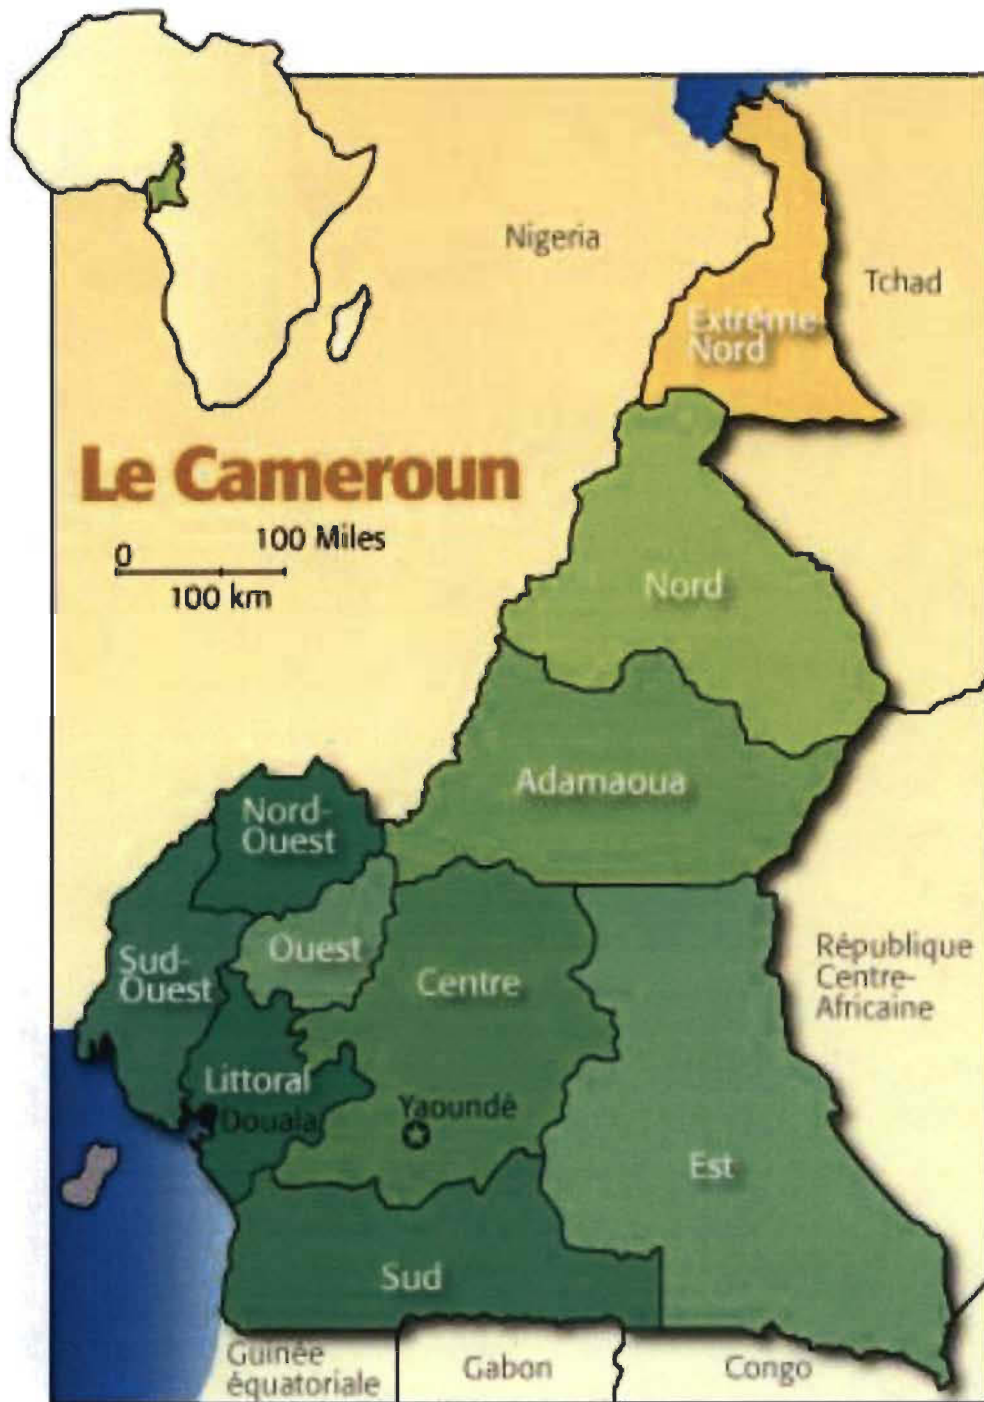 Nigeria
Tchad
Extrême-
Nord
Le Cameroun
0
100 Miles
100 km
Nord
Adamaoua
Nord-
Ouest
Ouest
Sud-
Ouest
Centre
République
Centre-
Africaine
Littoral
Douala
Yaoundé
Est
Sud
Guinée
équatoriale
Gabon
Congo